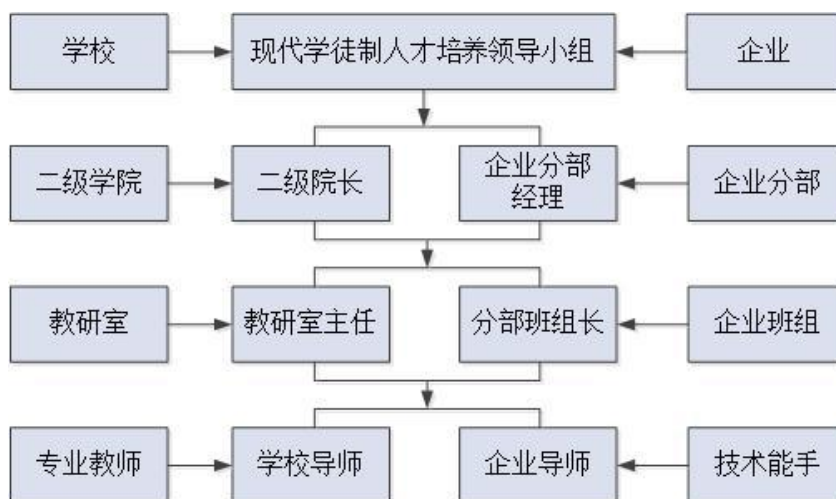 学校
现代学徒制人才培养领导小组
企业
二级学院
二级院长
企业分部
经理
企业分部
教研室
教研室主任
分部班组长
企业班组
专业教师
学校导师
企业导师
技术能手